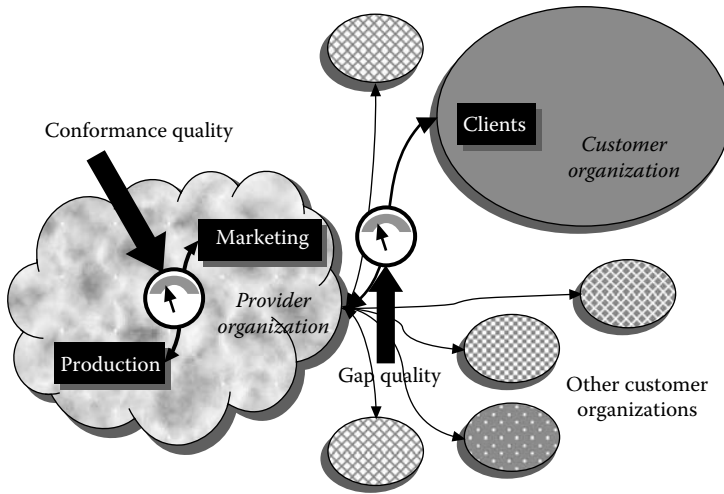 Conformance quality
Clients
Customer
organization
Marketing
Provider
organization
Production
Gap quality
Other customer
organizations